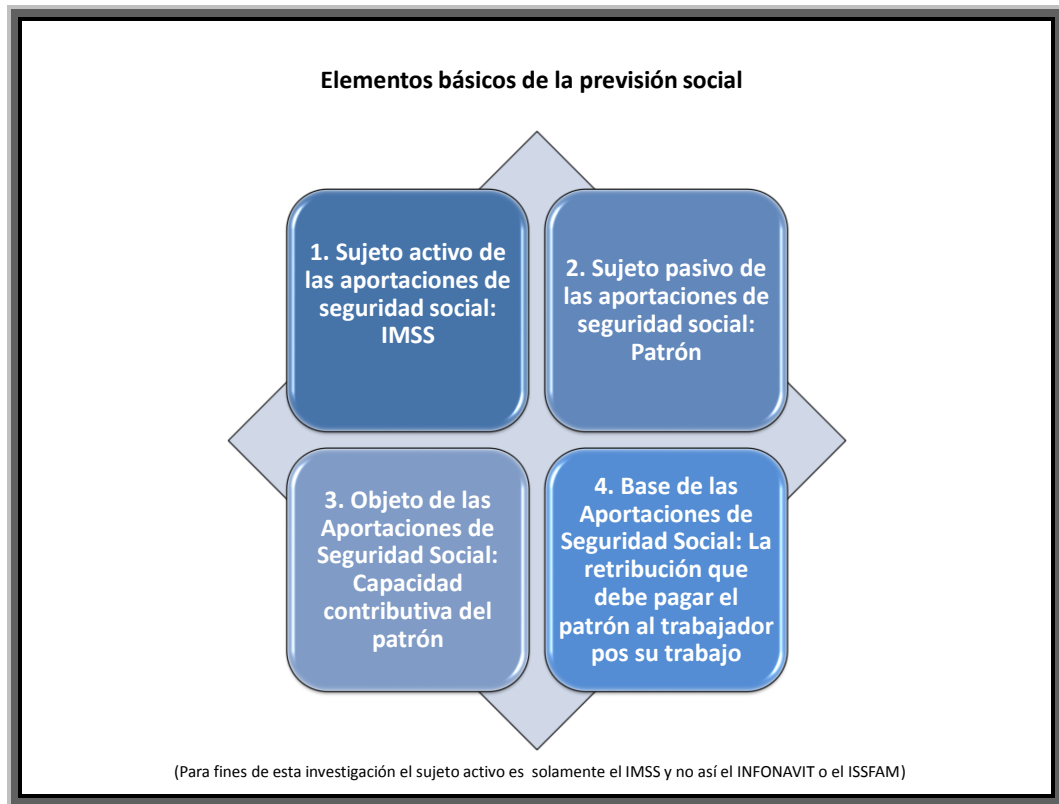 Elementos básicos de la previsión social
1. Sujeto activo de
las aportaciones de
seguridad social:
IMSS
2. Sujeto pasivo de
las aportaciones de
seguridad social:
Patrón
3. Objeto de las
Aportaciones de
Seguridad Social:
Capacidad
contributiva del
patrón
4. Base de las
Aportaciones de
Seguridad Social: La
retribución que
debe pagar el
patrón al trabajador
pos su trabajo
(Para fines de esta investigación el sujeto activo es solamente el IMSS y no así el INFONAVIT o el ISSFAM)